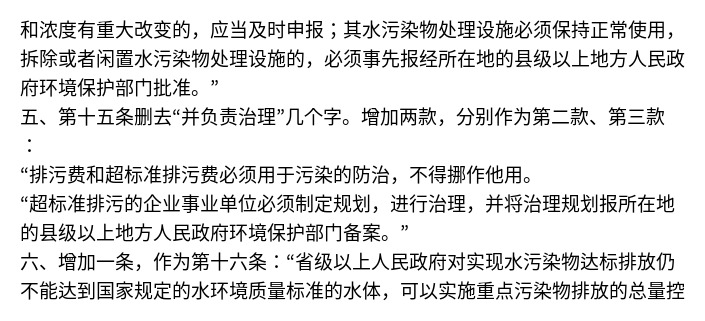 和浓度有重大改变的，应当及时申报；其水污染物处理设施必须保持正常使用，
拆除或者闲置水污染物处理设施的，必须事先报经所在地的县级以上地方人民政
府环境保护部门批准。”
五、第十五条删去“并负责治理”几个字。增加两款，分别作为第二款、第三款
：
“排污费和超标准排污费必须用于污染的防治，不得挪作他用。
“超标准排污的企业事业单位必须制定规划，进行治理，并将治理规划报所在地
的县级以上地方人民政府环境保护部门备案。”
六、增加一条，作为第十六条：“省级以上人民政府对实现水污染物达标排放仍
不能达到国家规定的水环境质量标准的水体，可以实施重点污染物排放的总量控